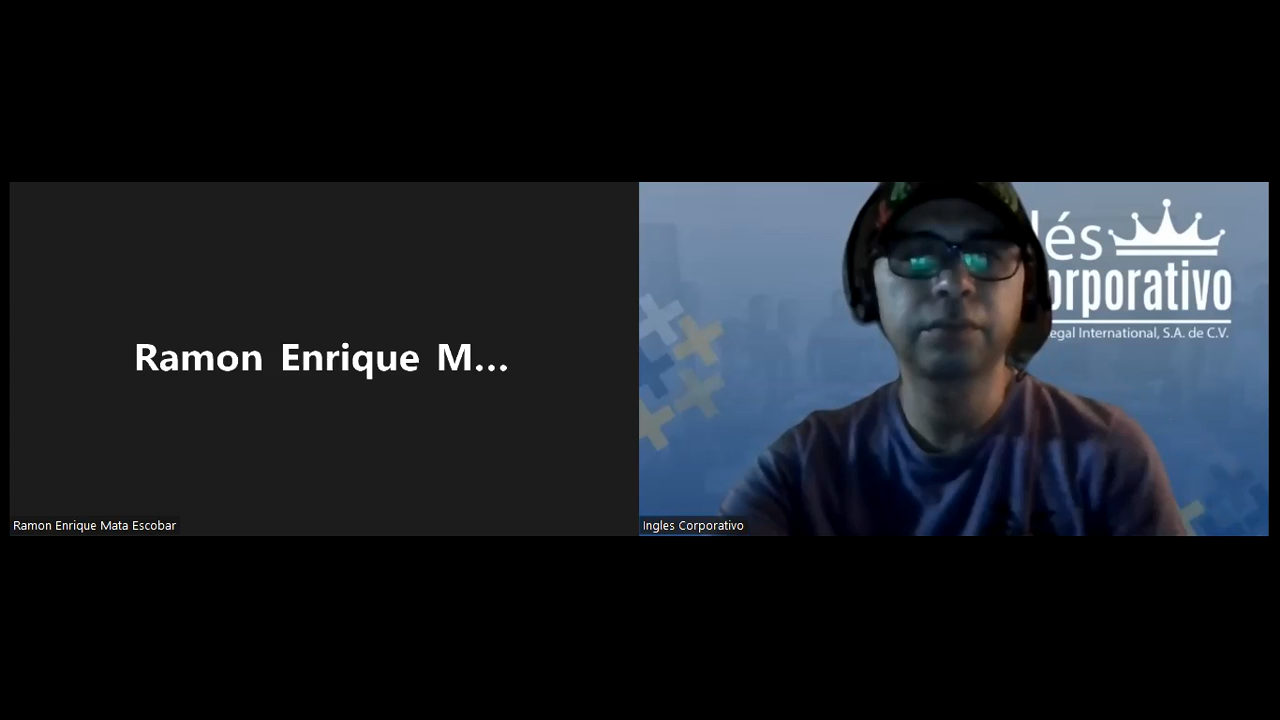 Ramon Enrique M...
Ramon Enrique Mata Escobar
lés
orporativo
egal International, S.A. de C.V.
Ingles Corporativo